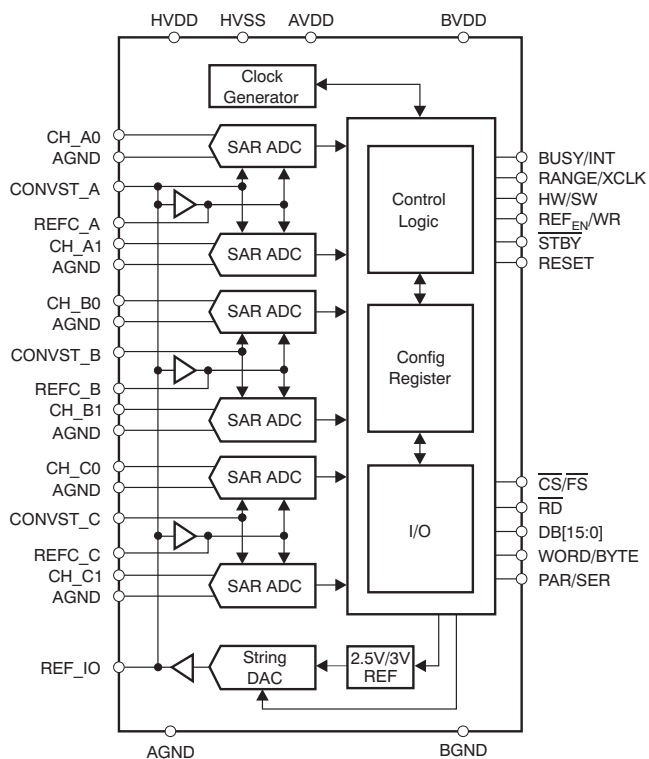 HVDD HVSS AVDD BVDD
Clock
Generator
CH_A0
AGND
SAR ADC
CONVST_A
REFC_A
CH_A1
AGND
SAR ADC
CH_B0
AGND
SAR ADC
CONVST_B
REFC_B
CH_B1
AGND
SAR ADC
CH_C0
AGND
SAR ADC
CONVST_C
REFC_C
CH_C1
AGND
SAR ADC
REF_IO
String
DAC
2.5V/3V
REF
Control
Logic
Config
Register
I/O
BUSY/INT
RANGE/XCLK
HW/SW
REF_EN/WR
STBY
RESET
CS/FS
RD
DB[15:0]
WORD/BYTE
PAR/SER
AGND BGND